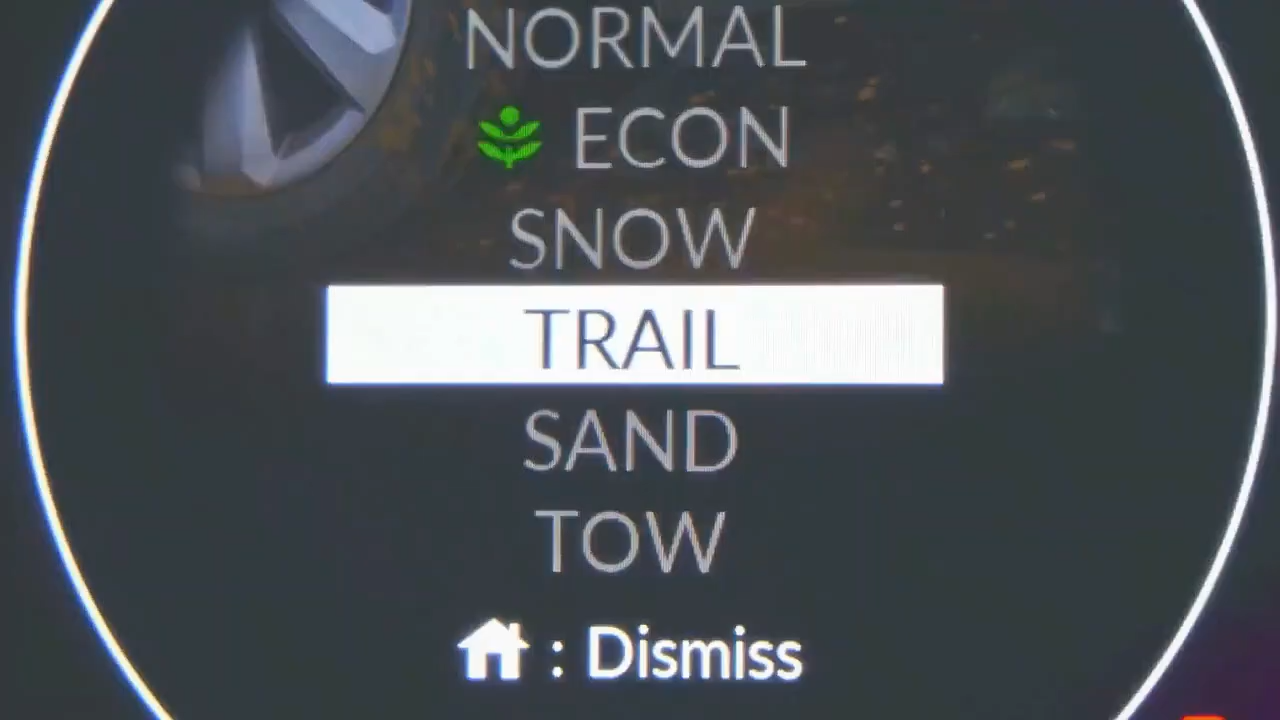 NORMAL
ECON
SNOW
TRAIL
SAND
TOW
: Dismiss